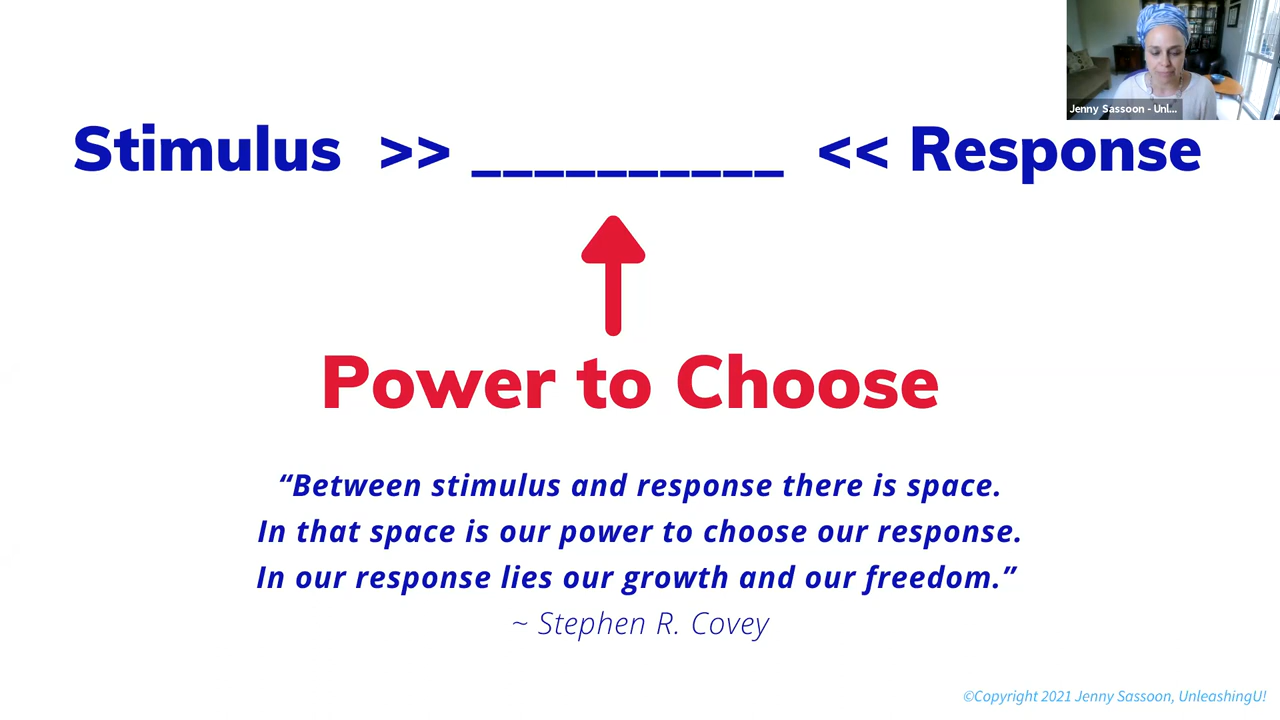 Jenny Sassoon - Unl...
Stimulus >> __________ << Response
Power to Choose
“Between stimulus and response there is space.
In that space is our power to choose our response.
In our response lies our growth and our freedom.”
~ Stephen R. Covey
©Copyright 2021 Jenny Sassoon, UnleashingU!